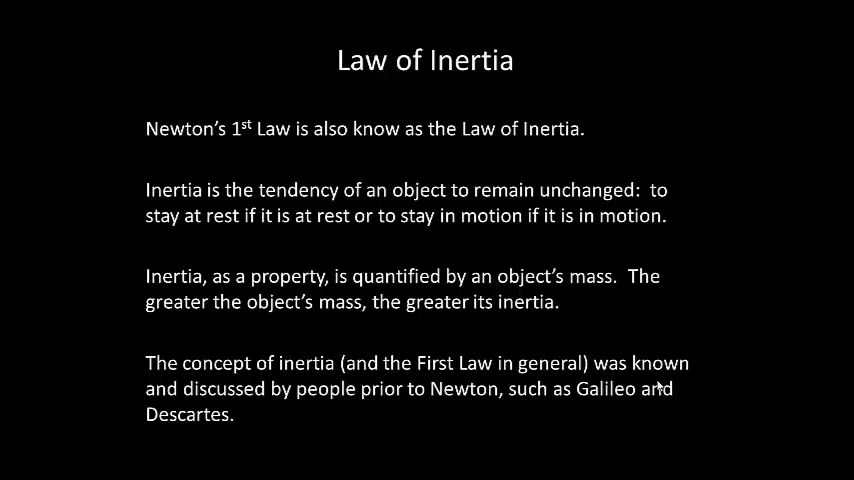 Law of Inertia
Newton's 1st Law is also know as the Law of Inertia.
Inertia is the tendency of an object to remain unchanged:  to
stay at rest if it is at rest or to stay in motion if it is in motion.
Inertia, as a property, is quantified by an object's mass.  The
greater the object's mass, the greater its inertia.
The concept of inertia (and the First Law in general) was known
and discussed by people prior to Newton, such as Galileo and
Descartes.